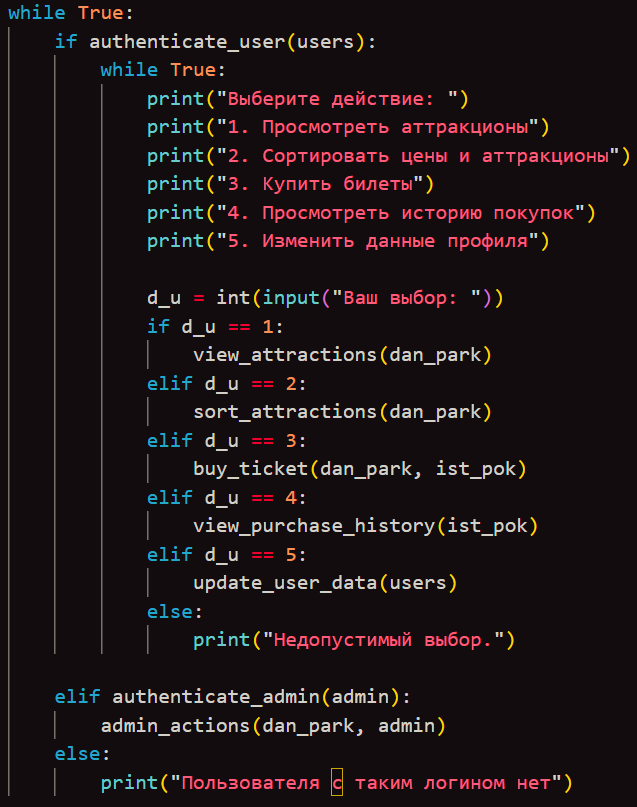 while True:
    if authenticate_user(users):
        while True:
            print("Выберите действие: ")
            print("1. Просмотреть аттракционы")
            print("2. Сортировать цены и аттракционы")
            print("3. Купить билеты")
            print("4. Просмотреть историю покупок")
            print("5. Изменить данные профиля")

            d_u = int(input("Ваш выбор: "))
            if d_u == 1:
                view_attractions(dan_park)
            elif d_u == 2:
                sort_attractions(dan_park)
            elif d_u == 3:
                buy_ticket(dan_park, ist_pok)
            elif d_u == 4:
                view_purchase_history(ist_pok)
            elif d_u == 5:
                update_user_data(users)
            else:
                print("Недопустимый выбор.")

    elif authenticate_admin(admin):
        admin_actions(dan_park, admin)
    else:
        print("Пользователя с таким логином нет")